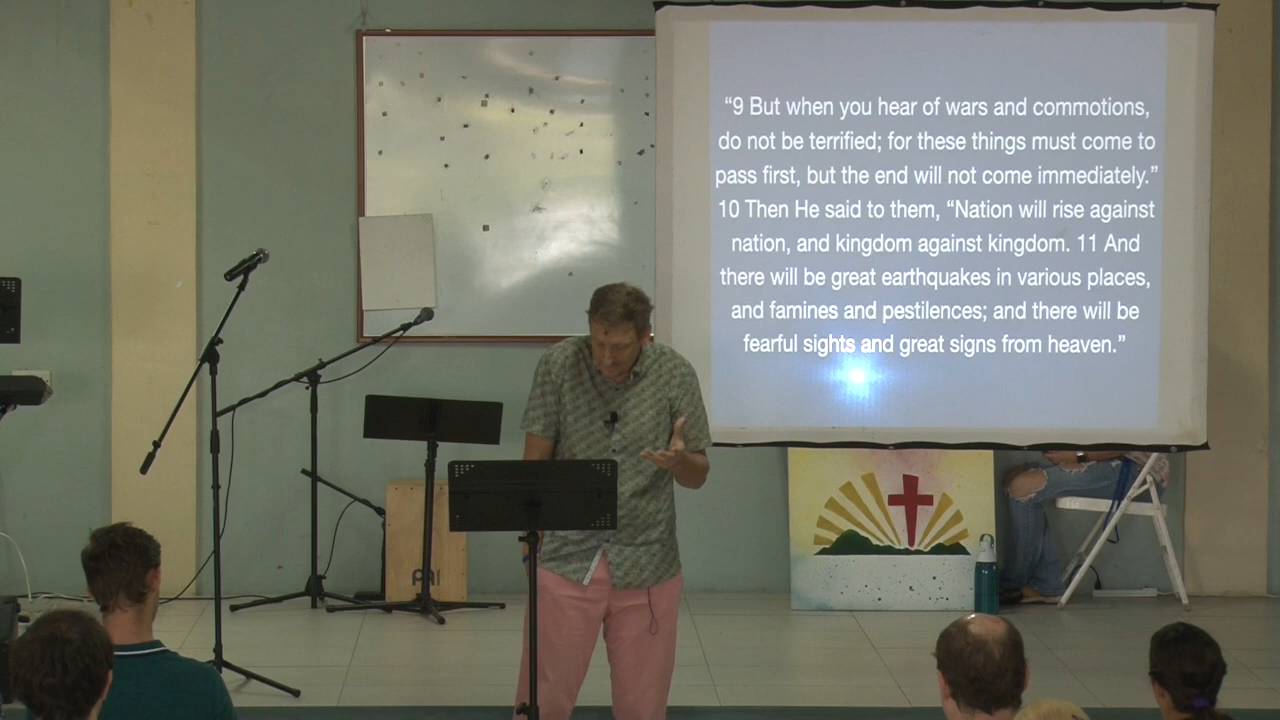 “9 But when you hear of wars and commotions,
do not be terrified; for these things must come to
pass first, but the end will not come immediately.”
10 Then He said to them, “Nation will rise against
nation, and kingdom against kingdom. 11 And
there will be great earthquakes in various places,
and famines and pestilences; and there will be
fearful sights and great signs from heaven.”